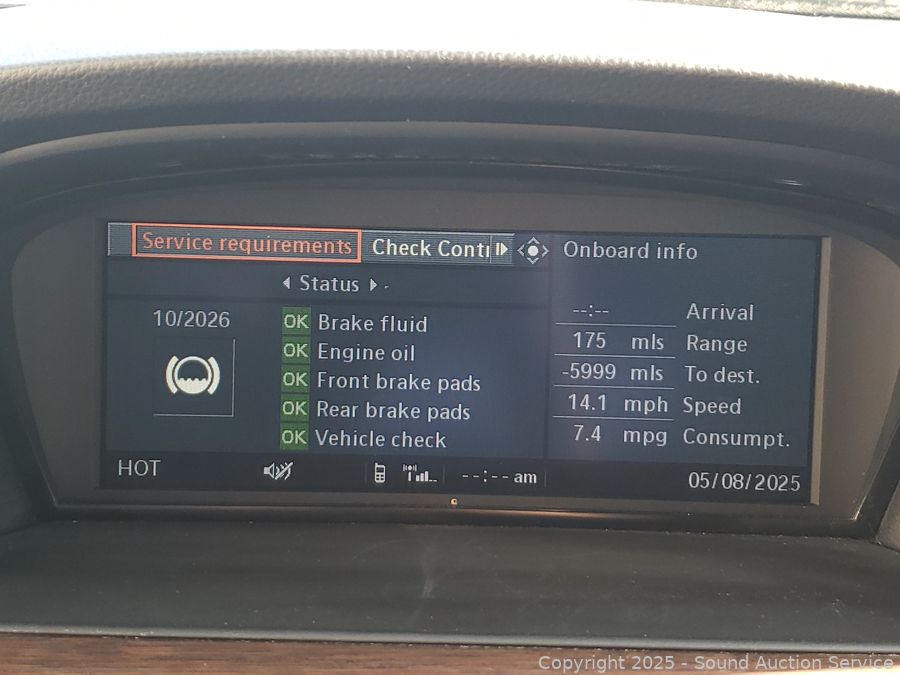 Service requirements Check Contr
Status
10/2026
OK Brake fluid
OK Engine oil
OK Front brake pads
OK Rear brake pads
OK Vehicle check
Onboard info
--:-- Arrival
175 mls Range
-5999 mls To dest.
14.1 mph Speed
7.4 mpg Consumpt.
HOT
--:-- am
05/08/2025
Copyright 2025 - Sound Auction Service